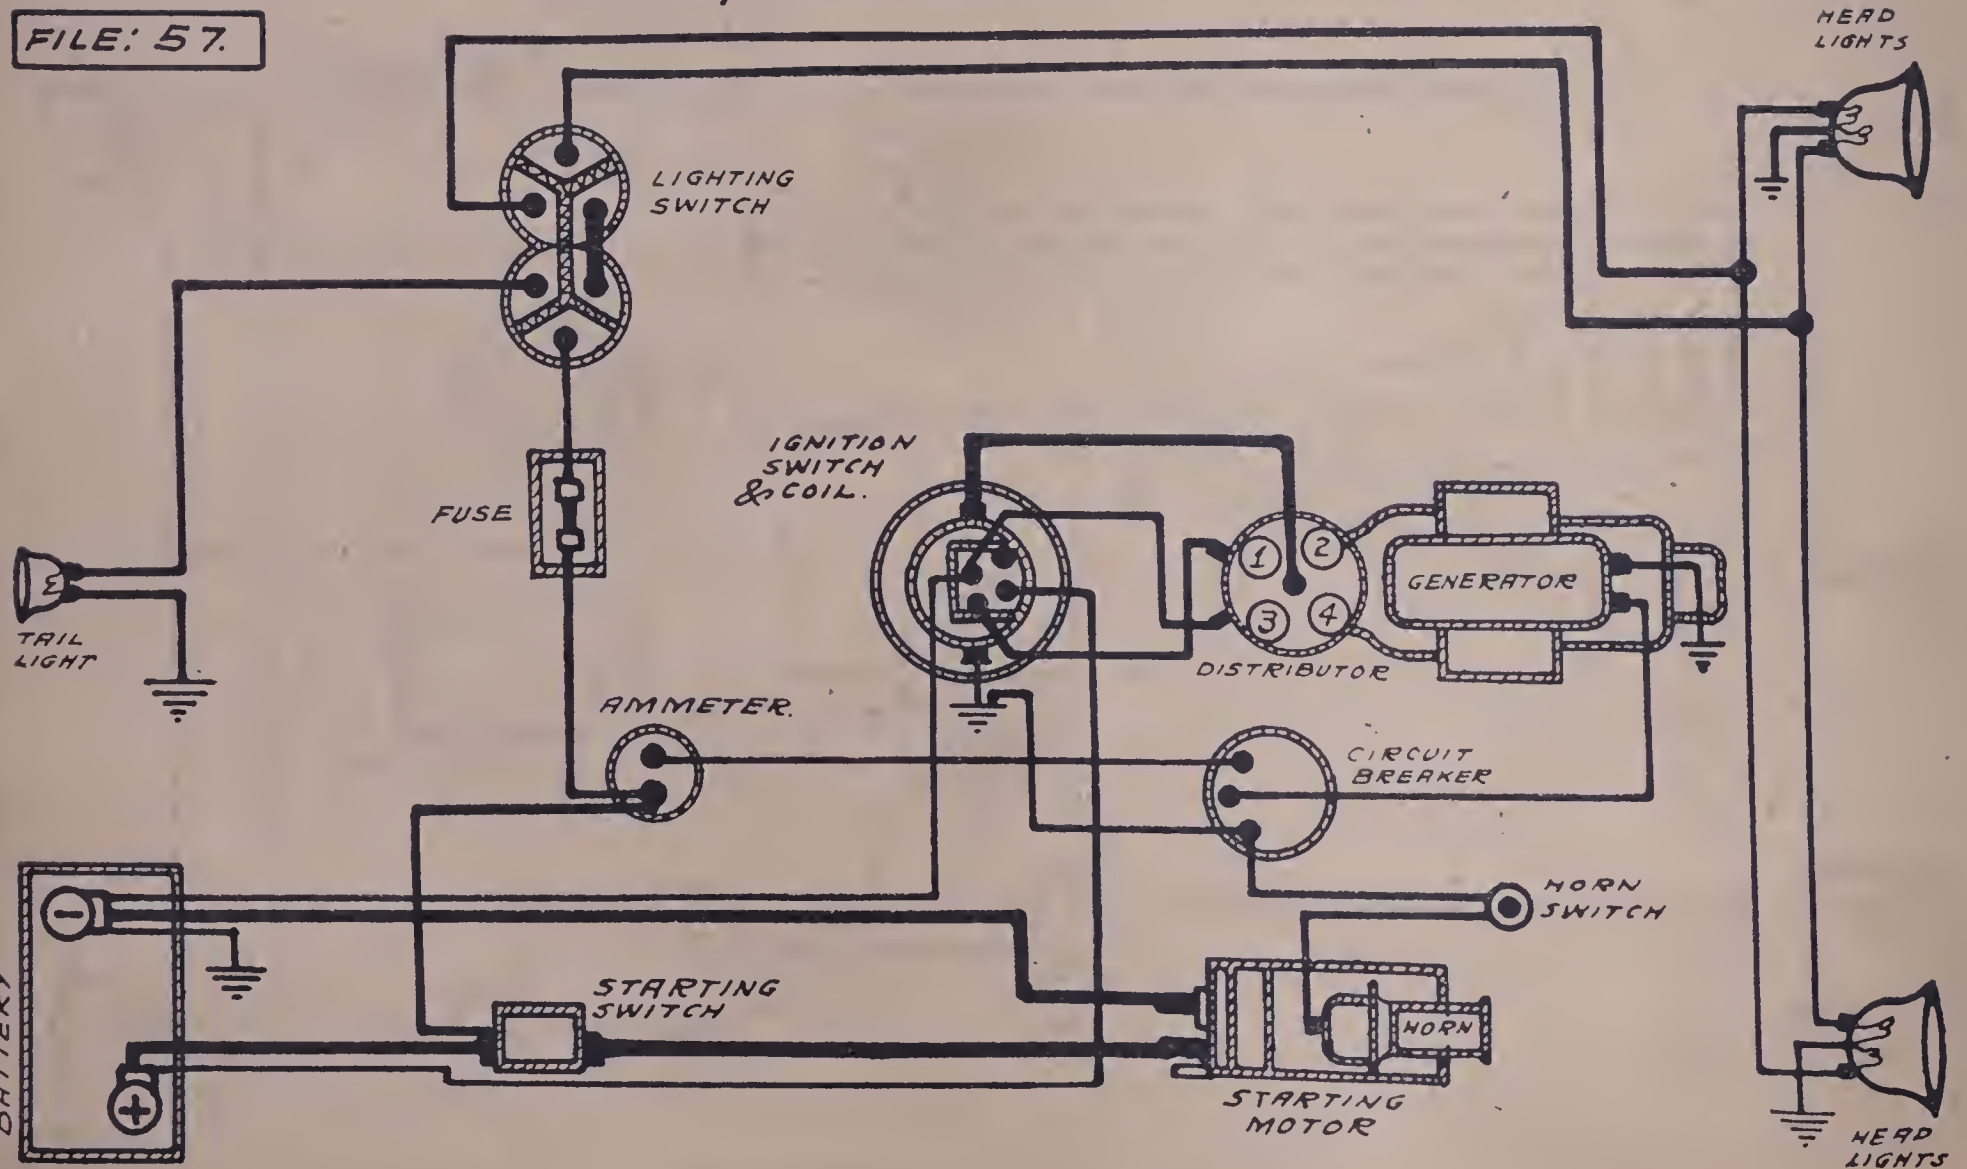 FILE: 57.
HEAD
LIGHTS
LIGHTING
SWITCH
IGNITION
SWITCH
& COIL.
FUSE
1
2
3
4
GENERATOR
DISTRIBUTOR
TAIL
LIGHT
AMMETER.
CIRCUIT
BREAKER
HORN
SWITCH
STARTING
SWITCH
BATTERY
-
+
HORN
STARTING
MOTOR
HEAD
LIGHTS